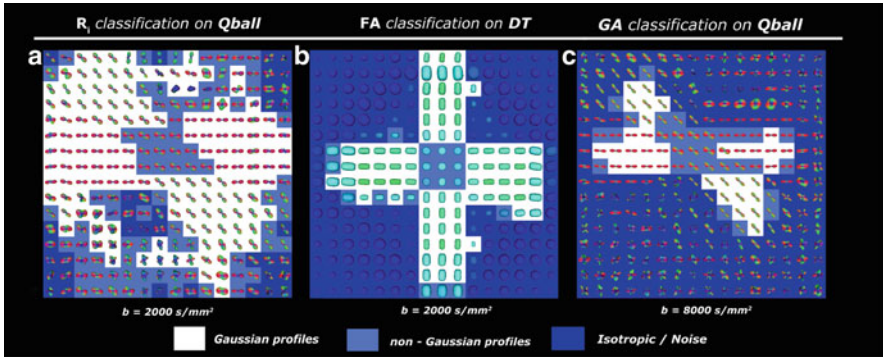 R_i classification on Qball
FA classification on DT
GA classification on Qball
a
b
c
b = 2000 s/mm²
b = 2000 s/mm²
b = 8000 s/mm²
Gaussian profiles
non - Gaussian profiles
Isotropic / Noise